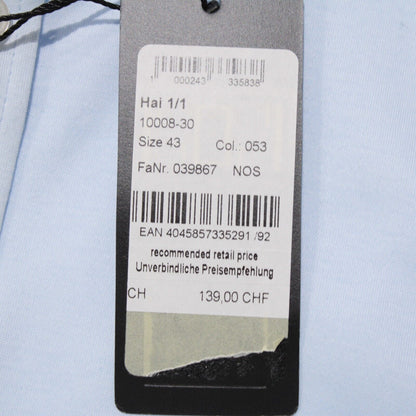 1 000243 335838
Hai 1/1
10008-30
Size 43 Col.: 053
FaNr. 039867 NOS
EAN 4045857335291 /92
recommended retail price
Unverbindliche Preisempfehlung
CH 139,00 CHF